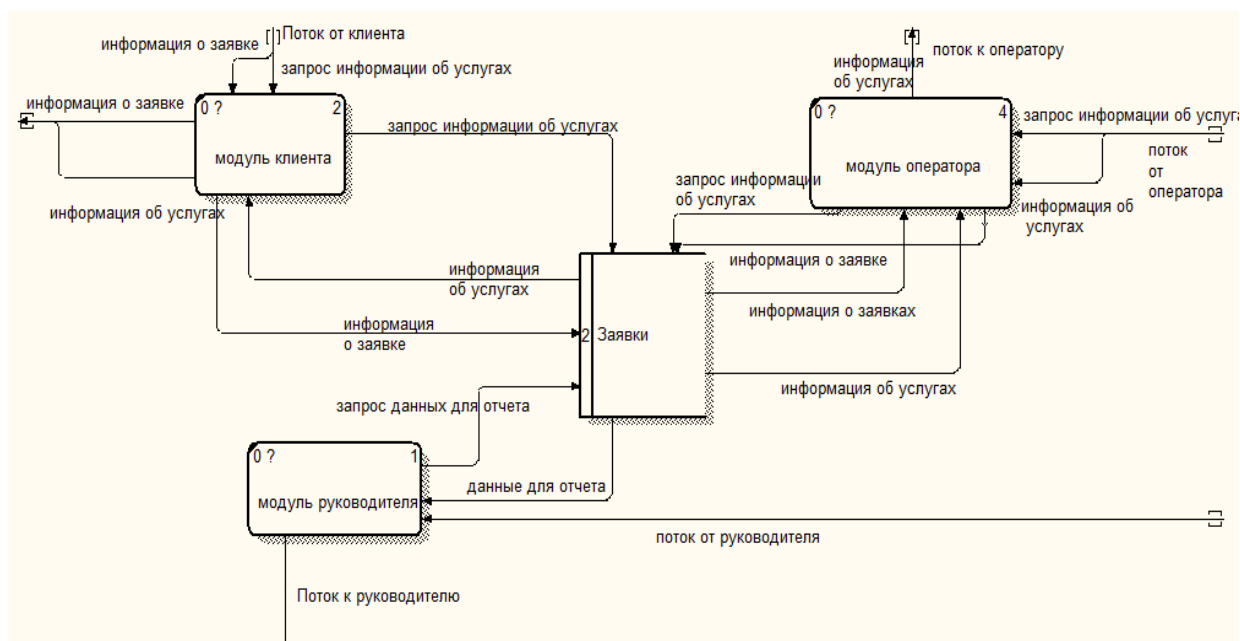 Поток от клиента
информация о заявке
запрос информации об услугах
информация о заявке
0 ?
2
модуль клиента
информация об услугах
запрос информации об услугах
поток к оператору
информация
об услугах
0 ?
4
модуль оператора
запрос информации об услуга
поток
от
оператора
информация об
услугах
запрос информации
об услугах
информация о заявке
информация
об услугах
информация о заявках
информация
о заявке
2
Заявки
информация об услугах
запрос данных для отчета
0 ?
1
модуль руководителя
данные для отчета
поток от руководителя
Поток к руководителю